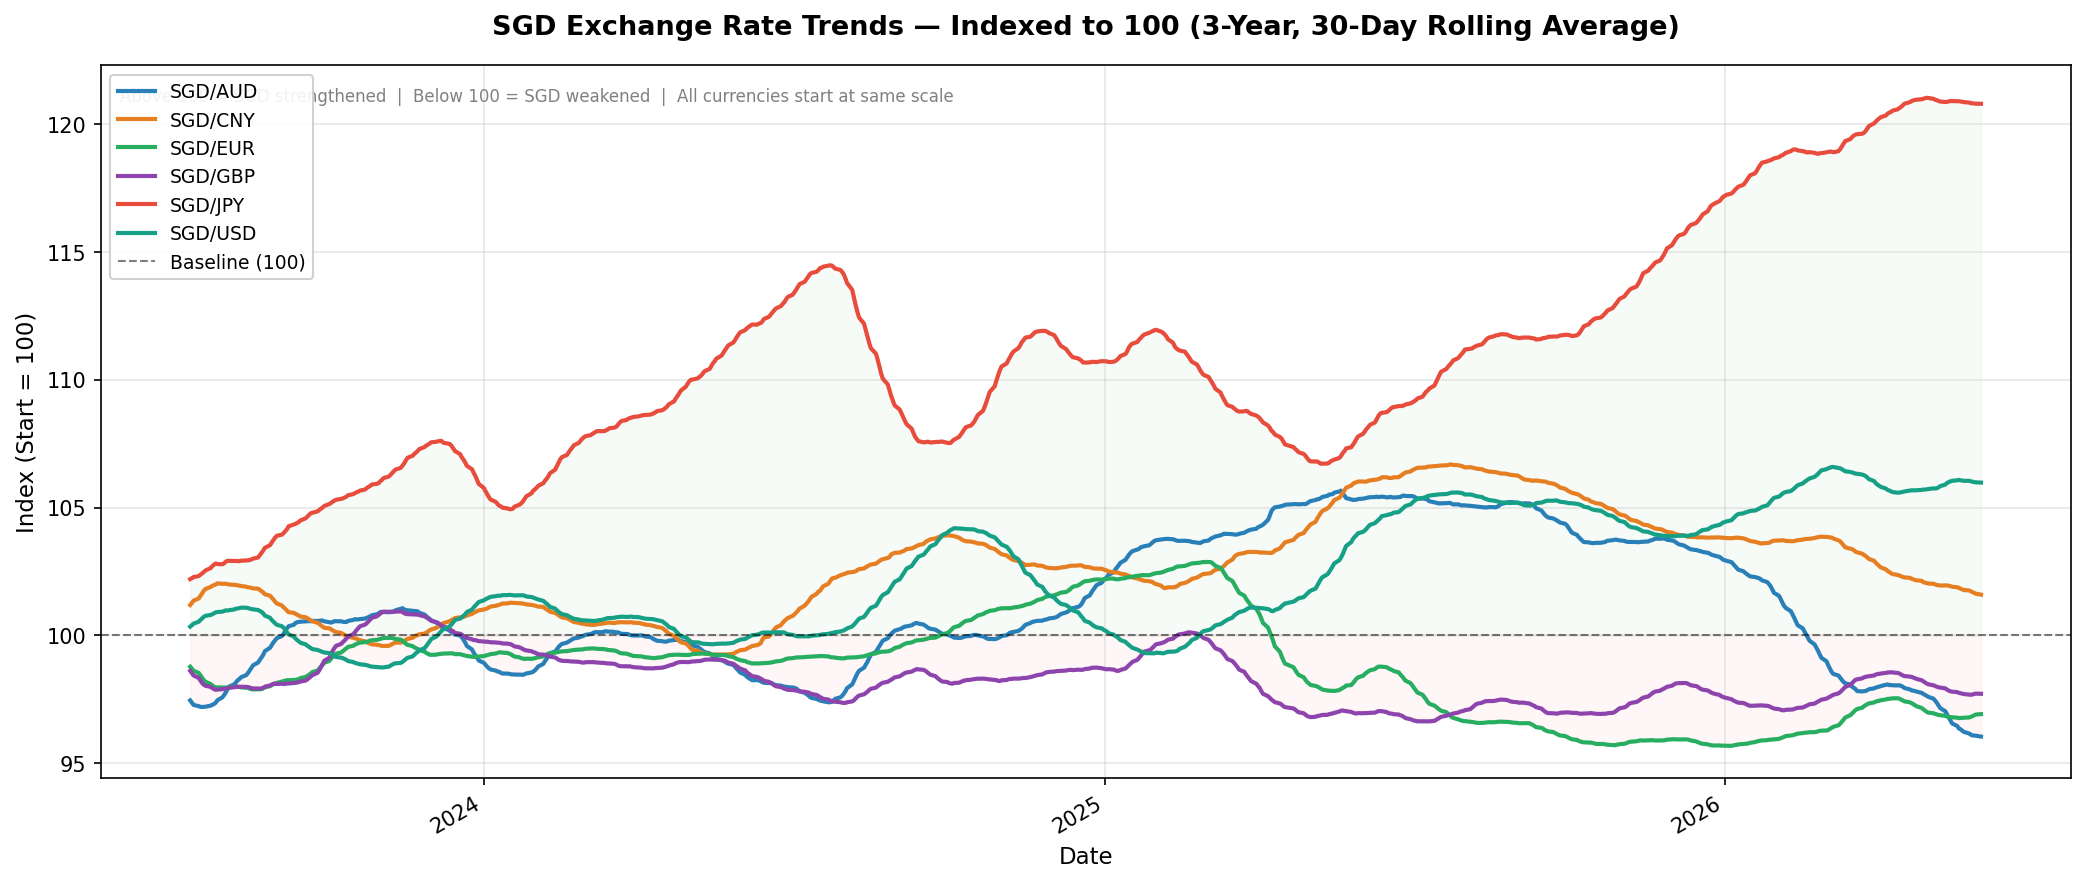 SGD Exchange Rate Trends — Indexed to 100 (3-Year, 30-Day Rolling Average)
strengthened | Below 100 = SGD weakened | All currencies start at same scale
SGD/AUD
SGD/CNY
SGD/EUR
SGD/GBP
SGD/JPY
SGD/USD
Baseline (100)
Index (Start = 100)
120
115
110
105
100
95
2024
2025
2026
Date